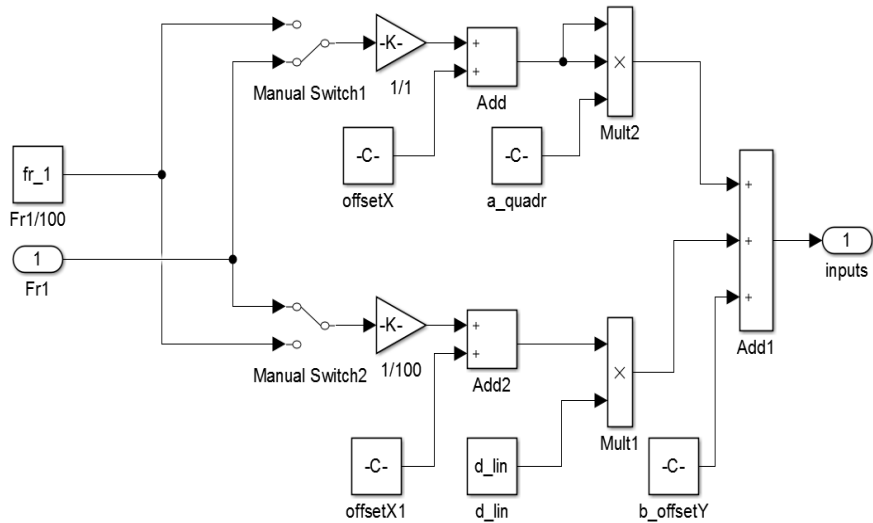 -K-
Manual Switch1
1/1
+
+
Add
×
Mult2
-C-
offsetX
-C-
a_quadr
fr_1
Fr1/100
1
Fr1
+
+
+
Add1
1
inputs
-K-
Manual Switch2
1/100
+
+
Add2
×
Mult1
-C-
offsetX1
d_lin
d_lin
-C-
b_offsetY